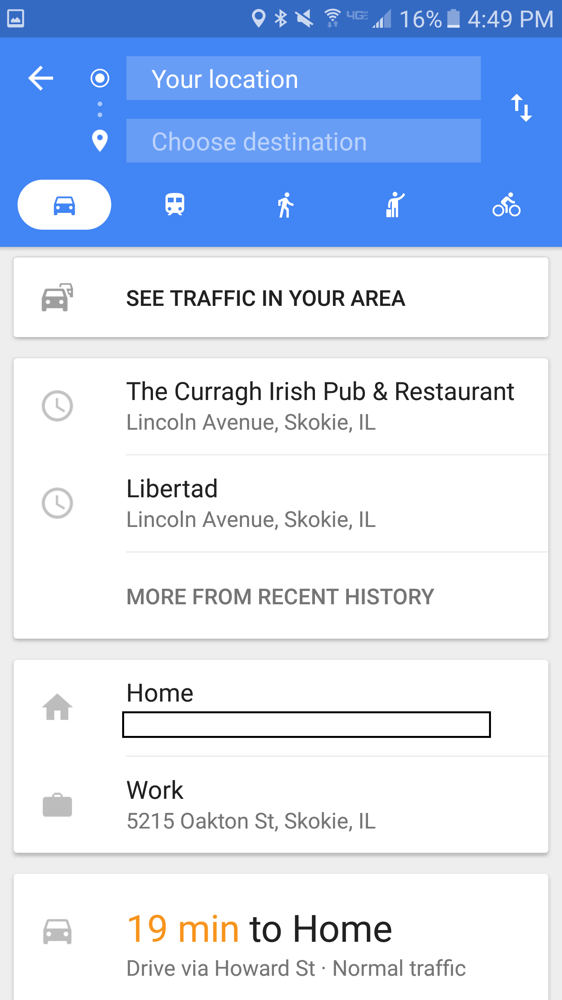 4G LTE 16% 4:49 PM
Your location
Choose destination
SEE TRAFFIC IN YOUR AREA
The Curragh Irish Pub & Restaurant
Lincoln Avenue, Skokie, IL
Libertad
Lincoln Avenue, Skokie, IL
MORE FROM RECENT HISTORY
Home
Work
5215 Oakton St, Skokie, IL
19 min to Home
Drive via Howard St · Normal traffic